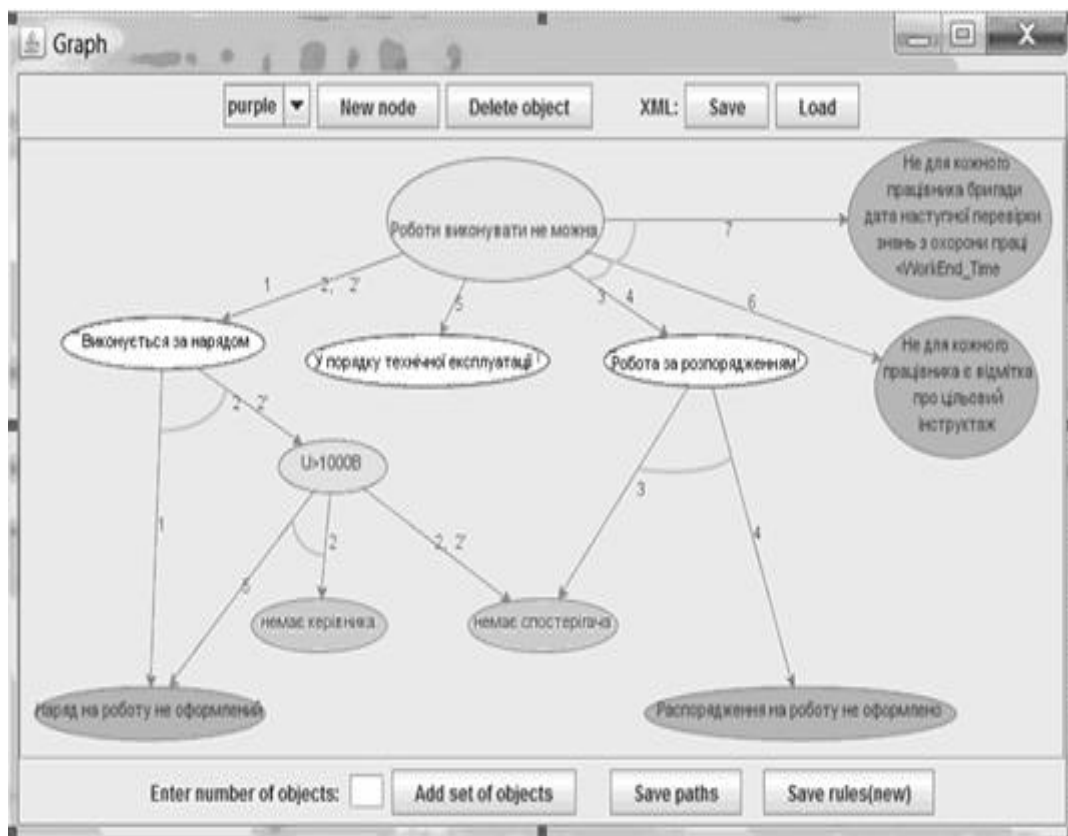 Graph
purple New node Delete object XML: Save Load
Не для кожного
працівника бригади
дата наступної перевірки
знань з охорони праці
<WorkEnd_Time
Роботи виконувати не можна
7
1
2, 2'
5
3 4
6
Виконується за нарядом
У порядку технічної експлуатації
Робота за розпорядженням
Не для кожного
працівника є відмітка
про цільовий
інструктаж
2 2'
U>1000В
3
1
2
2, 2'
4
5
немає керівника
немає спостерігача
Наряд на роботу не оформлений
Распорядження на роботу не оформлено
Enter number of objects: Add set of objects Save paths Save rules(new)